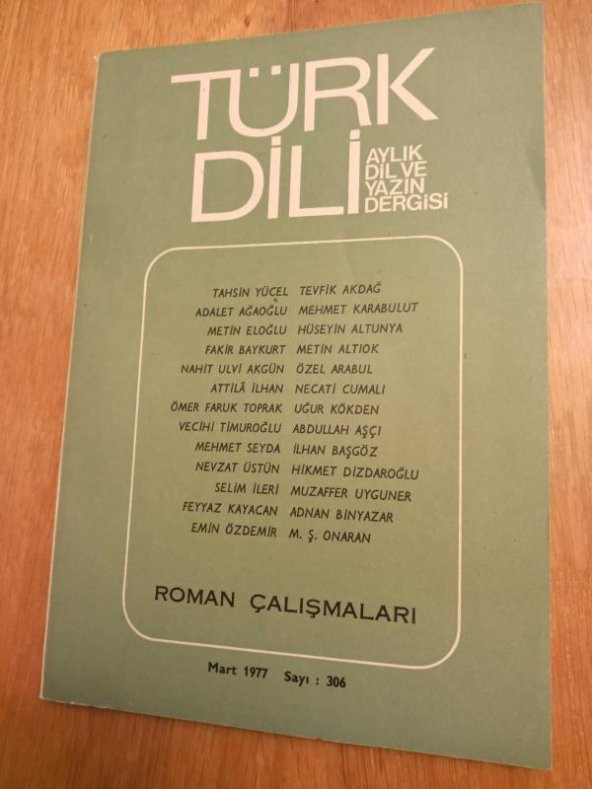 TÜRK
DİLİ
AYLIK
DİL VE
YAZIN
DERGİSİ
TAHSİN YÜCEL TEVFİK AKDAĞ
ADALET AĞAOĞLU MEHMET KARABULUT
METİN ELOĞLU HÜSEYİN ALTUNYA
FAKİR BAYKURT METİN ALTIOK
NAHİT ULVİ AKGÜN ÖZEL ARABUL
ATTİLÂ İLHAN NECATİ CUMALI
ÖMER FARUK TOPRAK UĞUR KÖKDEN
VECİHİ TİMUROĞLU ABDULLAH AŞÇI
MEHMET SEYDA İLHAN BAŞGÖZ
NEVZAT ÜSTÜN HİKMET DİZDAROĞLU
SELİM İLERİ MUZAFFER UYGUNER
FEYYAZ KAYACAN ADNAN BİNYAZAR
EMİN ÖZDEMİR M. Ş. ONARAN
ROMAN ÇALIŞMALARI
Mart 1977 Sayı : 306